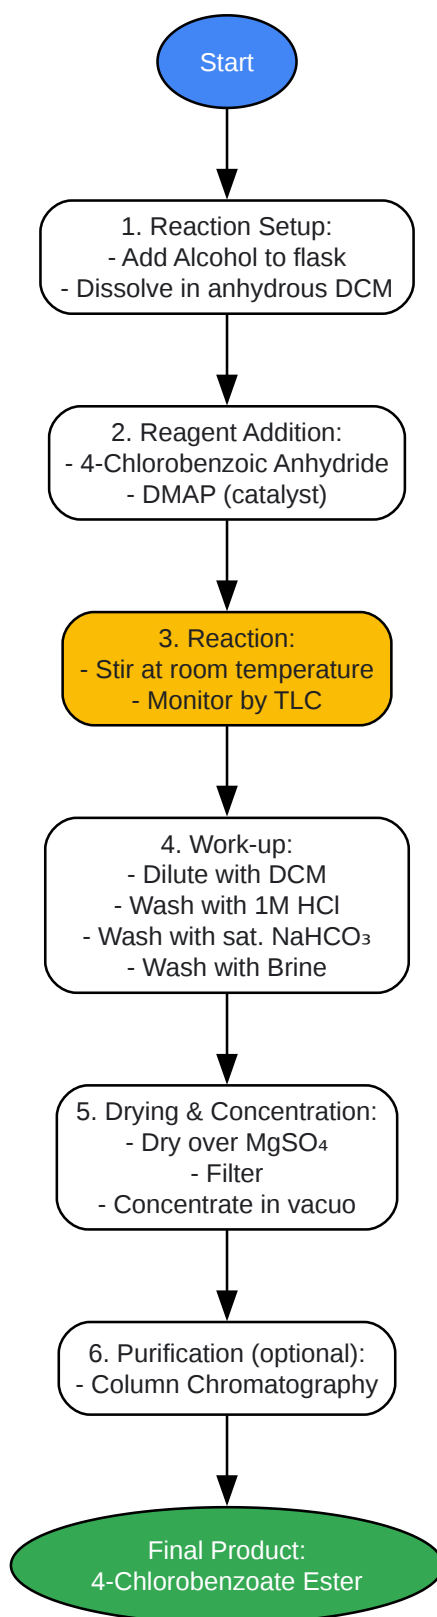 Start
1. Reaction Setup:
- Add Alcohol to flask
- Dissolve in anhydrous DCM
2. Reagent Addition:
- 4-Chlorobenzoic Anhydride
- DMAP (catalyst)
3. Reaction:
- Stir at room temperature
- Monitor by TLC
4. Work-up:
- Dilute with DCM
- Wash with 1M HCl
- Wash with sat. NaHCO₃
- Wash with Brine
5. Drying & Concentration:
- Dry over MgSO₄
- Filter
- Concentrate in vacuo
6. Purification (optional):
- Column Chromatography
Final Product:
4-Chlorobenzoate Ester